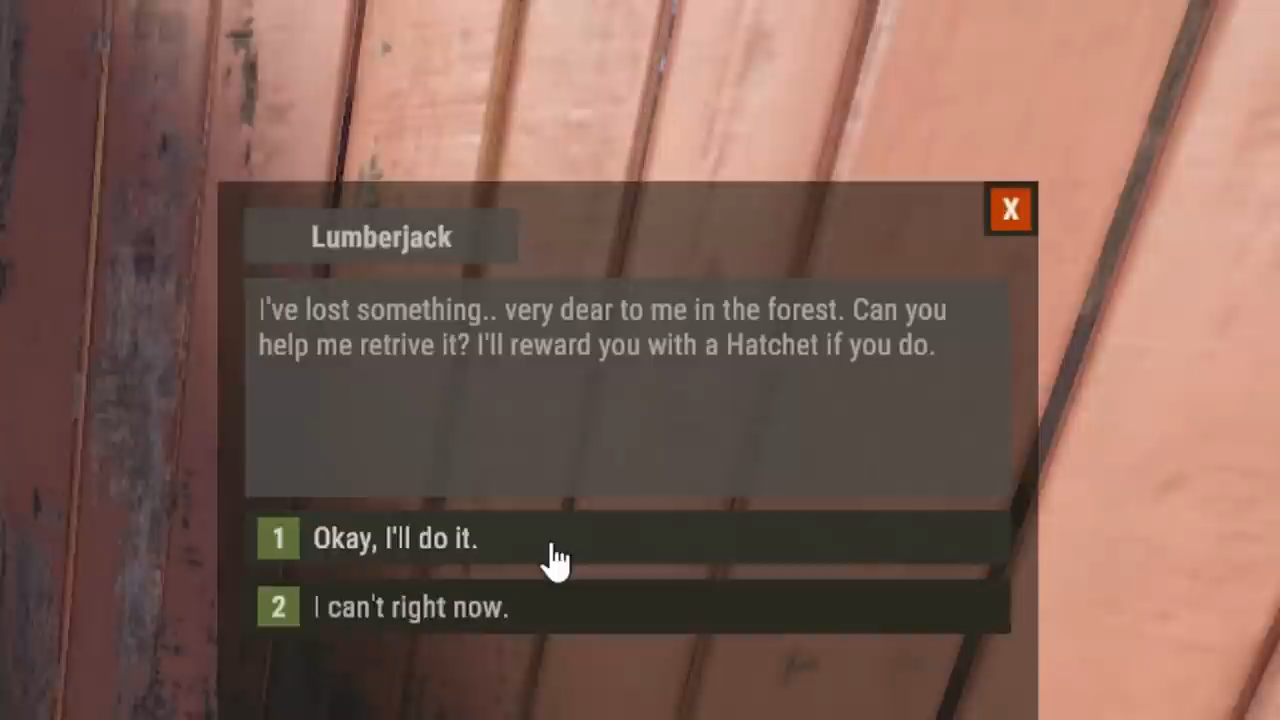 Lumberjack
X
I've lost something.. very dear to me in the forest. Can you
help me retrive it? I'll reward you with a Hatchet if you do.
1 Okay, I'll do it.
2 I can't right now.